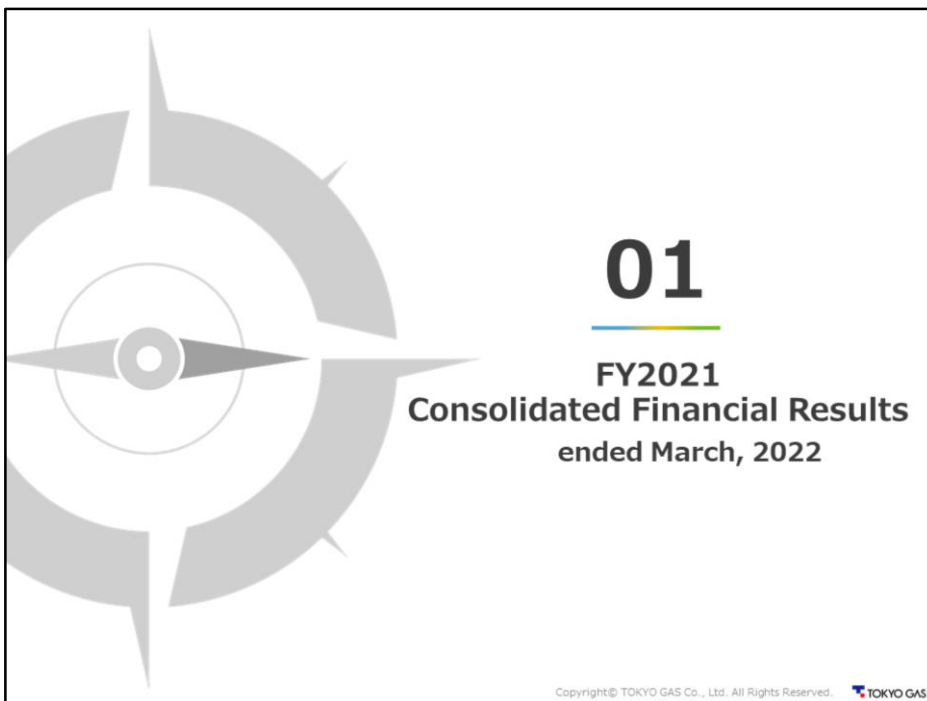 01
FY2021
Consolidated Financial Results
ended March, 2022
Copyright© TOKYO GAS Co., Ltd. All Rights Reserved. TOKYO GAS